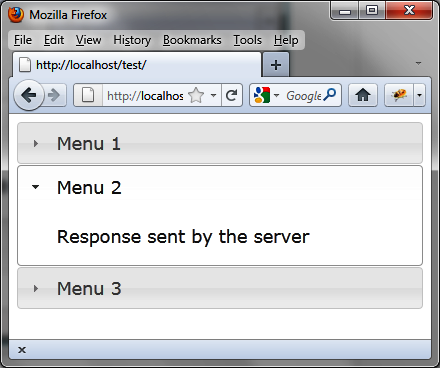 Mozilla Firefox
File Edit View History Bookmarks Tools Help
http://localhost/test/
http://localhos Google
Menu 1
Menu 2
Response sent by the server
Menu 3
x